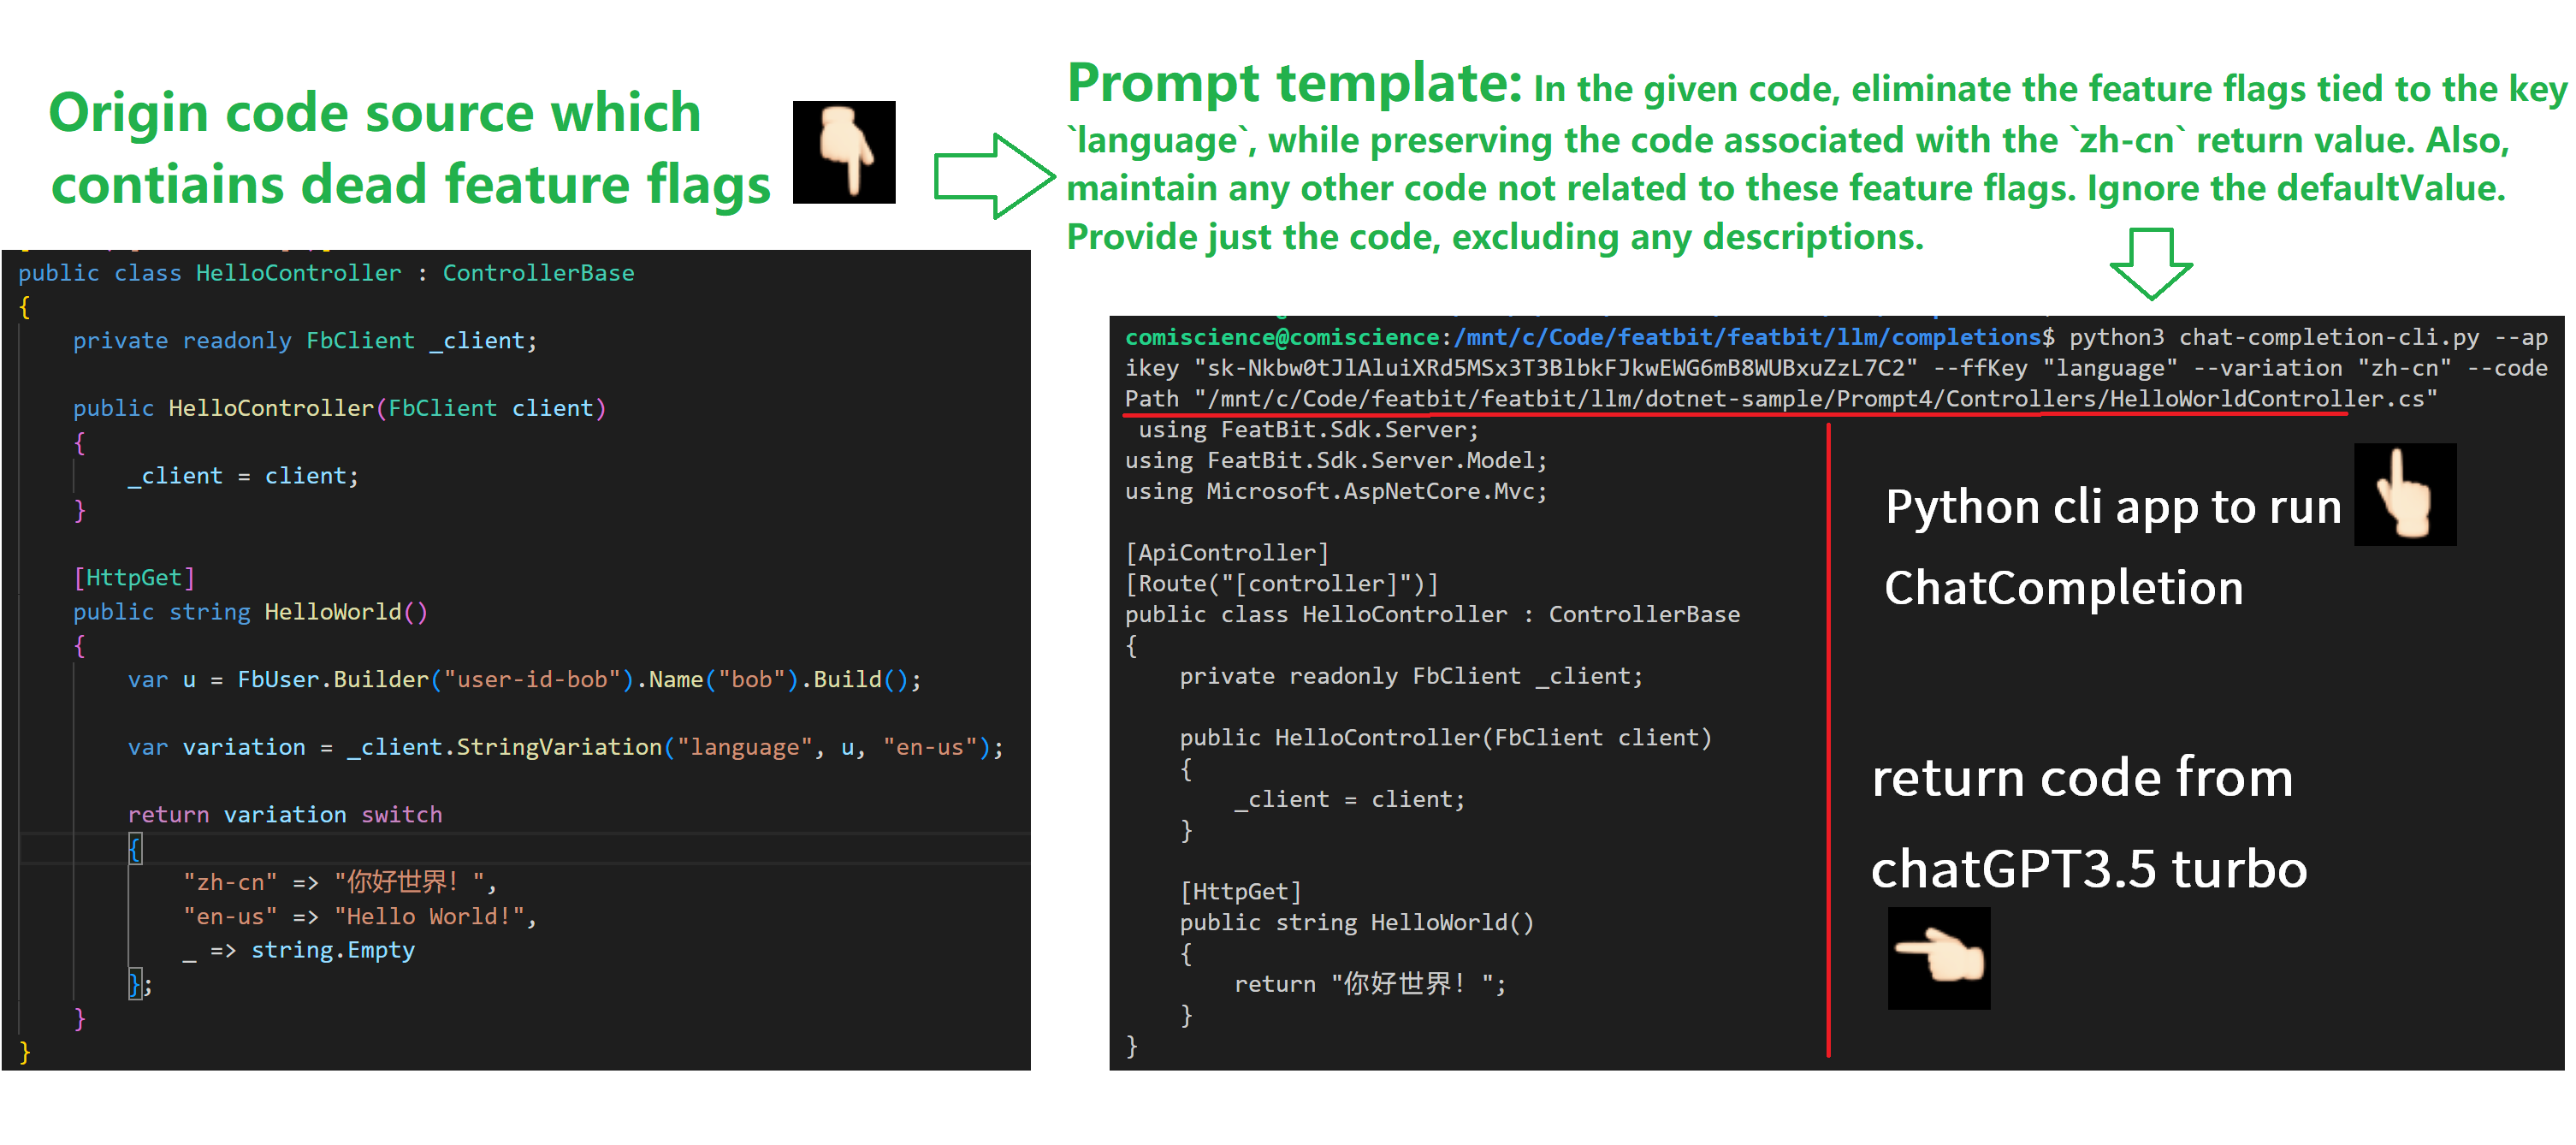 Origin code source which
contiains dead feature flags
Prompt template: In the given code, eliminate the feature flags tied to the key
`language`, while preserving the code associated with the `zh-cn` return value. Also,
maintain any other code not related to these feature flags. Ignore the defaultValue.
Provide just the code, excluding any descriptions.
public class HelloController : ControllerBase
{
    private readonly FbClient _client;
    public HelloController(FbClient client)
    {
        _client = client;
    }
    [HttpGet]
    public string HelloWorld()
    {
        var u = FbUser.Builder("user-id-bob").Name("bob").Build();
        var variation = _client.StringVariation("language", u, "en-us");
        return variation switch
        {
            "zh-cn" => "你好世界！",
            "en-us" => "Hello World!",
            _ => string.Empty
        };
    }
}
comiscience@comiscience:/mnt/c/Code/featbit/featbit/llm/completions$ python3 chat-completion-cli.py --ap
ikey "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" --ffKey "language" --variation "zh-cn" --code
Path "/mnt/c/Code/featbit/featbit/llm/dotnet-sample/Prompt4/Controllers/HelloWorldController.cs"
 using FeatBit.Sdk.Server;
using FeatBit.Sdk.Server.Model;
using Microsoft.AspNetCore.Mvc;
[ApiController]
[Route("[controller]")]
public class HelloController : ControllerBase
{
    private readonly FbClient _client;
    public HelloController(FbClient client)
    {
        _client = client;
    }
    [HttpGet]
    public string HelloWorld()
    {
        return "你好世界！";
    }
}
Python cli app to run
ChatCompletion
return code from
chatGPT3.5 turbo